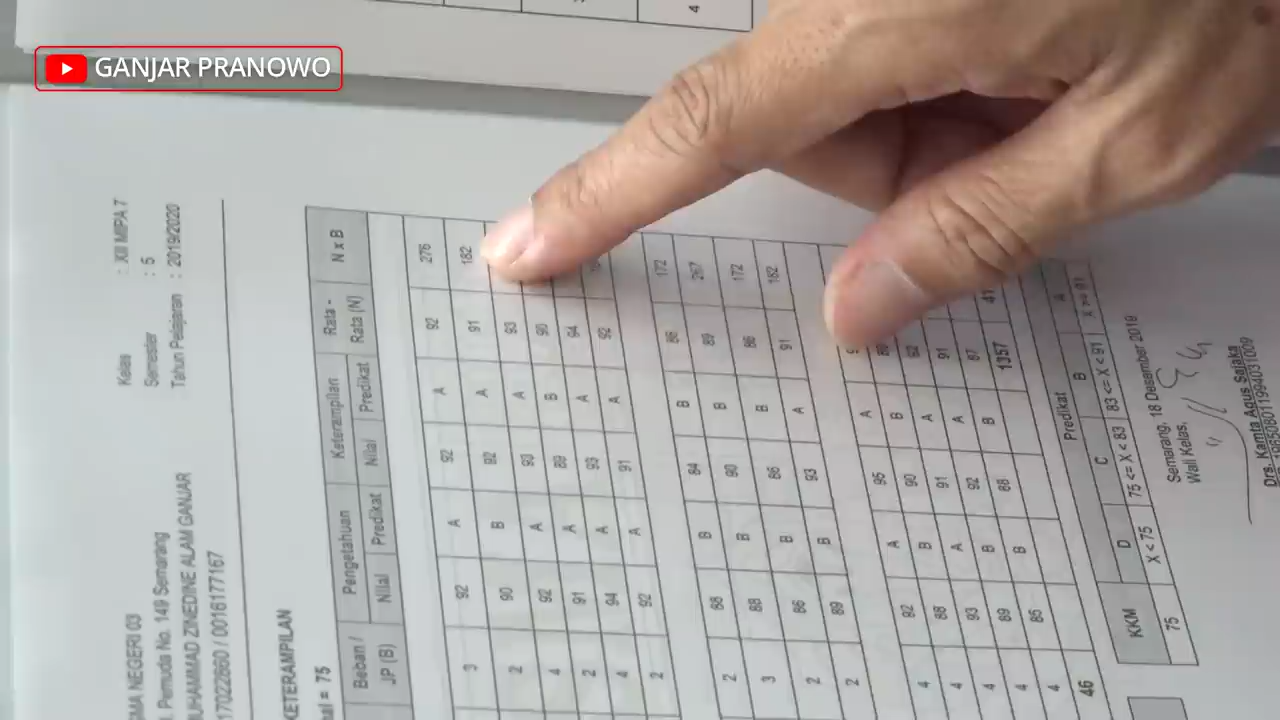 GANJAR PRANOWO
4
SMA NEGERI 03
Pemuda No. 149 Semarang
MUHAMMAD ZINEDINE ALAM GANJAR
17022660 / 0016177167
Kelas : XII MIPA 7
Semester : 5
Tahun Pelajaran : 2019/2020
KETERAMPILAN
= 75
Beban / JP (B) Pengetahuan Keterampilan Rata - Rata (N) N x B
Nilai Predikat Nilai Predikat
3 92 A 92 A 92 276
2 90 B 92 A 91 182
4 92 A 93 A 93
2 91 A 89 B 90
4 94 A 93 A 94
2 92 A 91 A 92
2 88 B 84 B 86 172
3 88 B 90 B 89 267
2 86 B 86 B 86 172
2 89 B 93 A 91 182
4 92 A 95 A
4 88 B 90 B 89
4 93 A 91 A 92
4 89 B 92 A 91
4 85 B 88 B 87
46 1357 41
KKM Predikat
D C B A
75 X < 75 75 <= X < 83 83 <= X < 91 X >= 91
Semarang, 18 Desember 2019
Wali Kelas,
Drs. Kamta Agus Sajaka